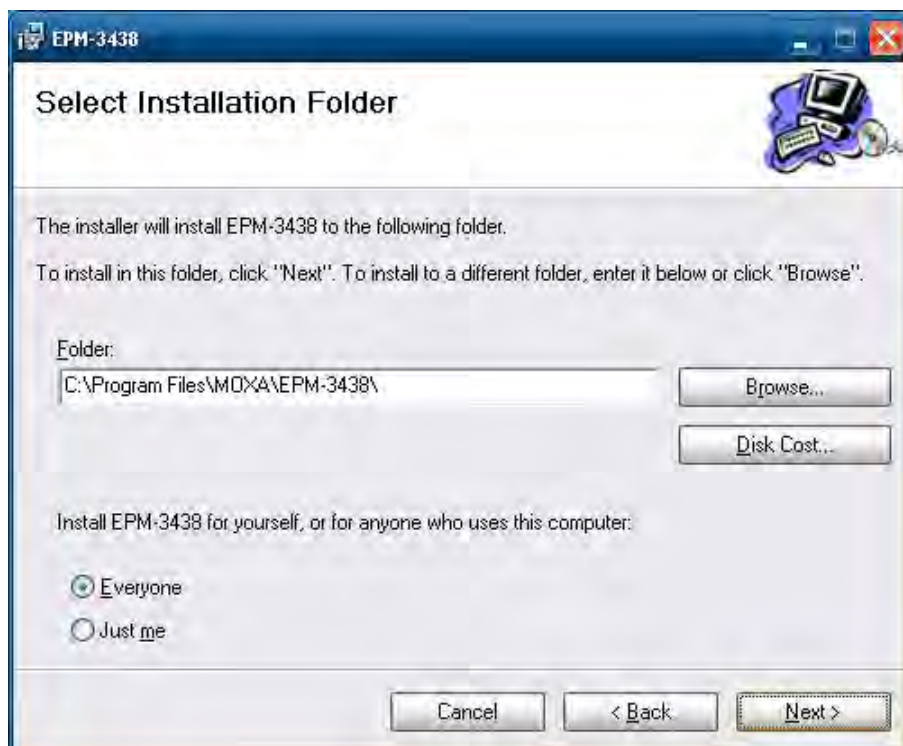 EPM-3438
Select Installation Folder
The installer will install EPM-3438 to the following folder.
To install in this folder, click "Next". To install to a different folder, enter it below or click "Browse".
Folder:
C:\Program Files\MOXA\EPM-3438\
Browse...
Disk Cost...
Install EPM-3438 for yourself, or for anyone who uses this computer:
Everyone
Just me
Cancel
< Back
Next >